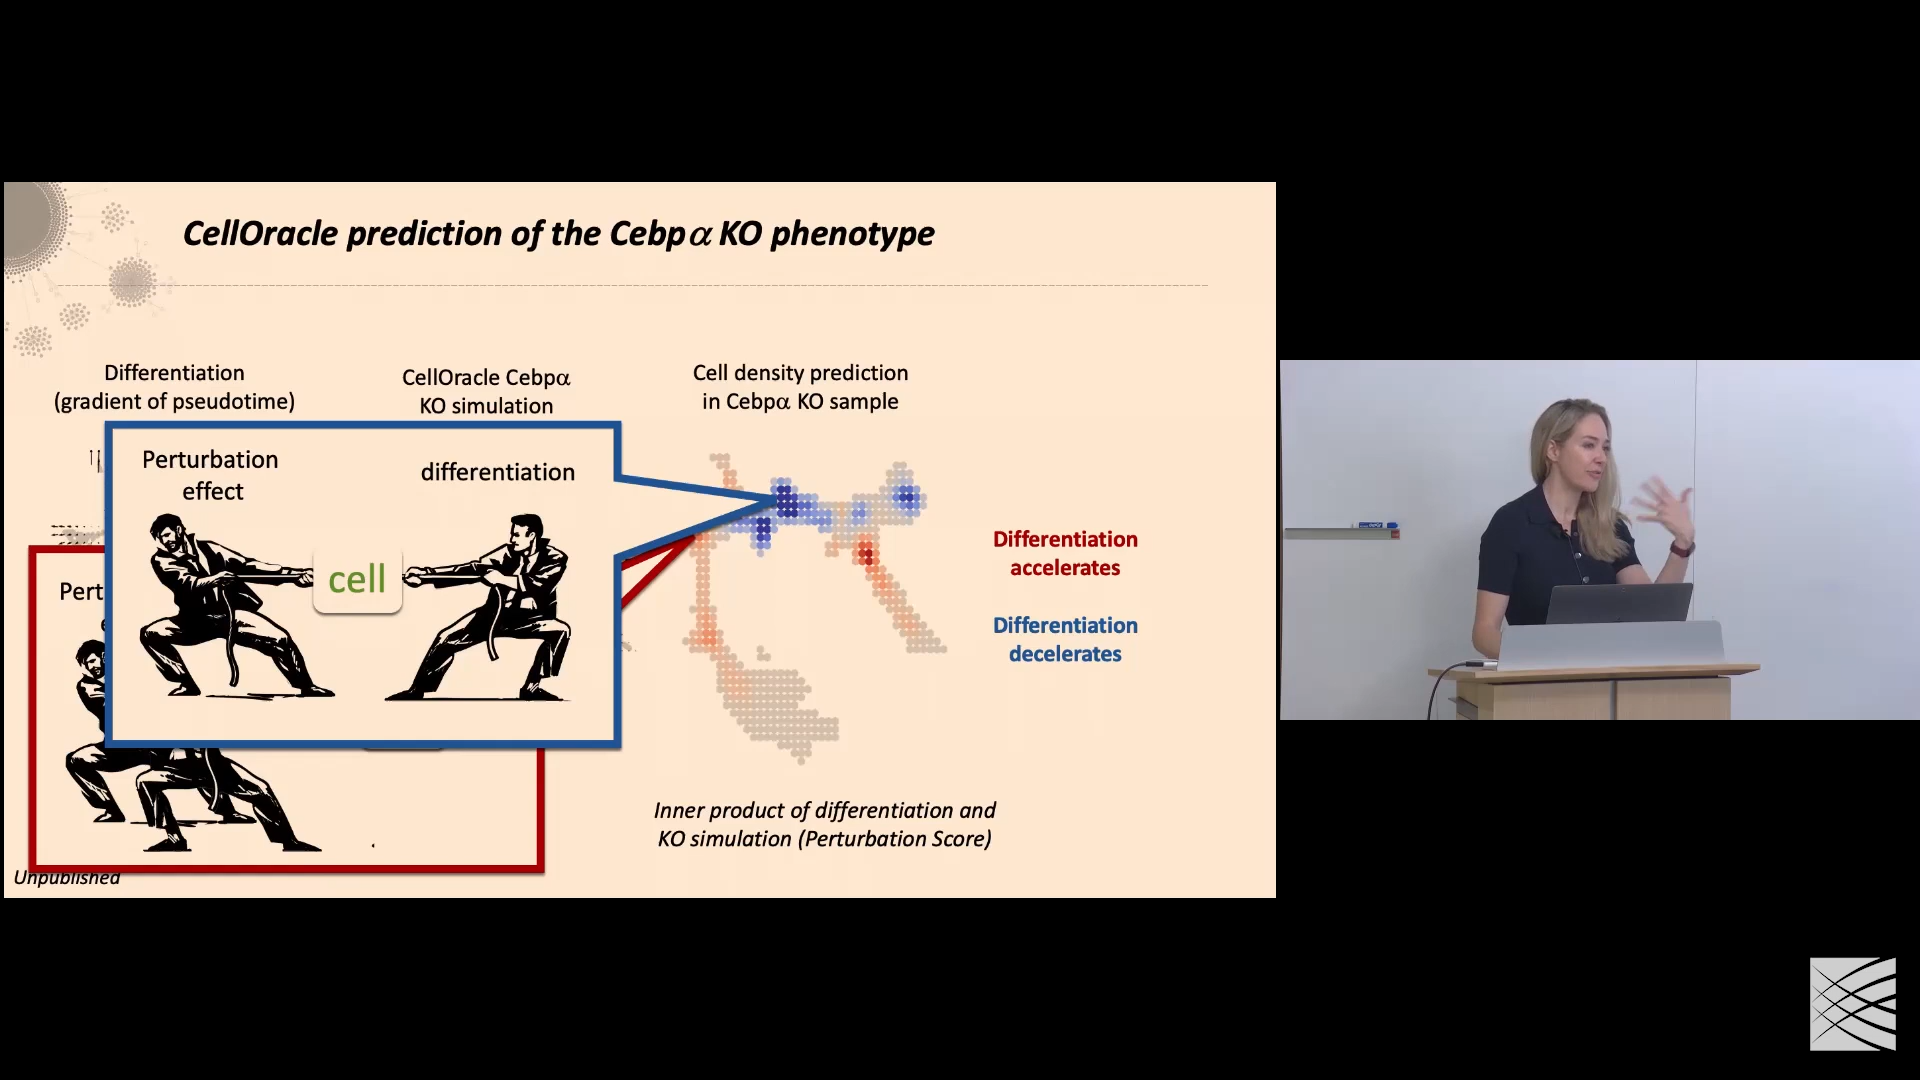 CellOracle prediction of the Cebpα KO phenotype
Differentiation
(gradient of pseudotime)
CellOracle Cebpα
KO simulation
Cell density prediction
in Cebpα KO sample
Perturbation
effect
differentiation
cell
Pert
Differentiation
accelerates
Differentiation
decelerates
Inner product of differentiation and
KO simulation (Perturbation Score)
Unpublished